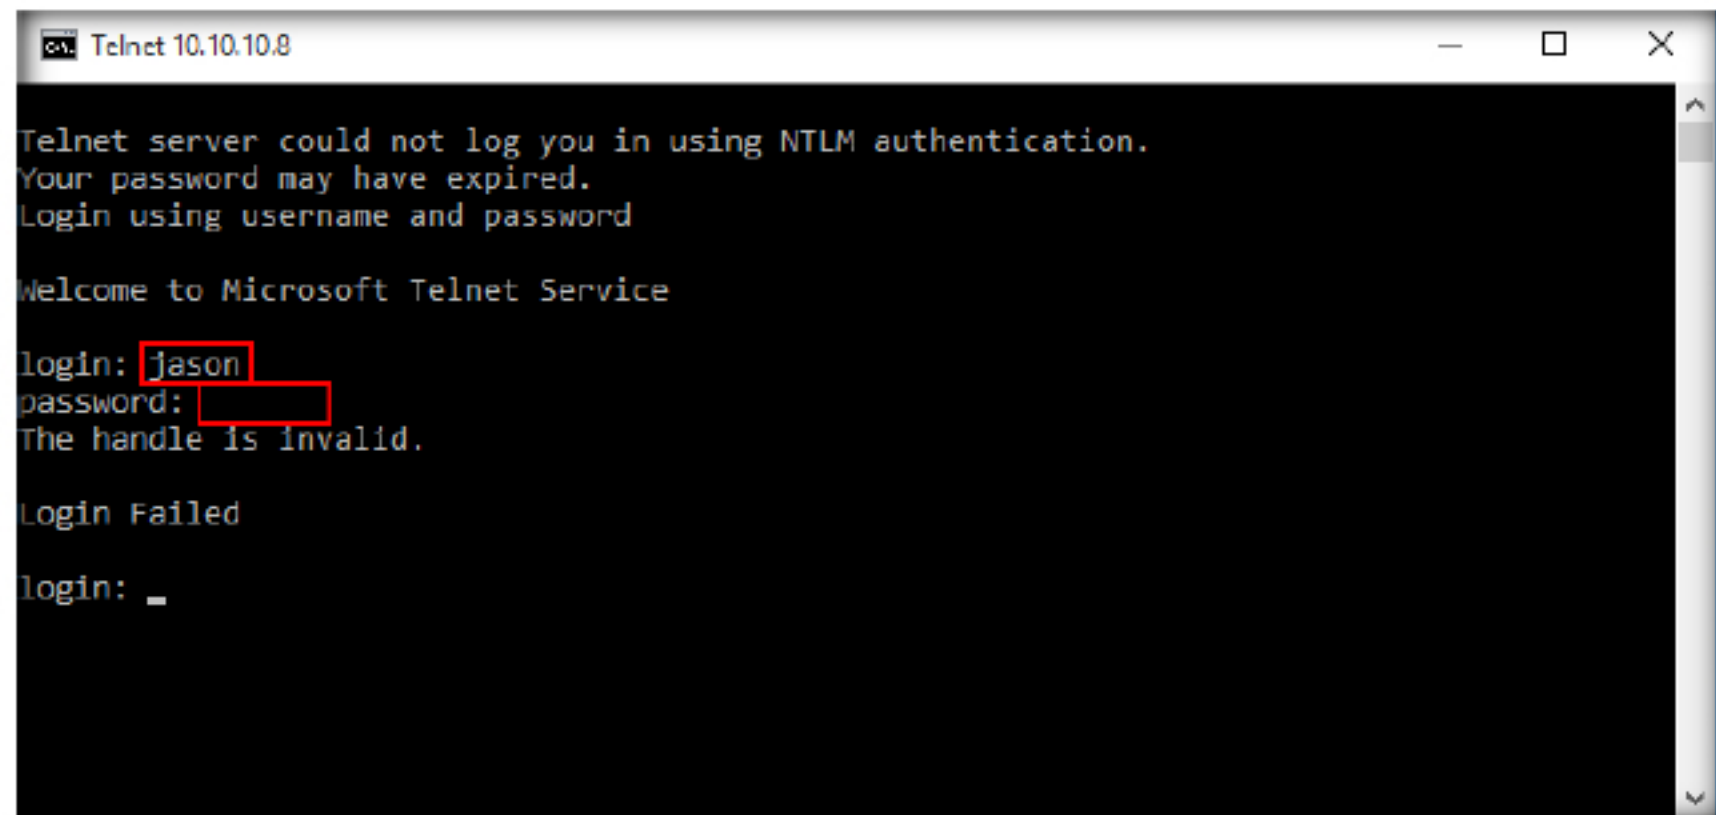 Telnet 10.10.10.8
Telnet server could not log you in using NTLM authentication.
Your password may have expired.
Login using username and password
Welcome to Microsoft Telnet Service
login: jason
password:
The handle is invalid.
Login Failed
login: _